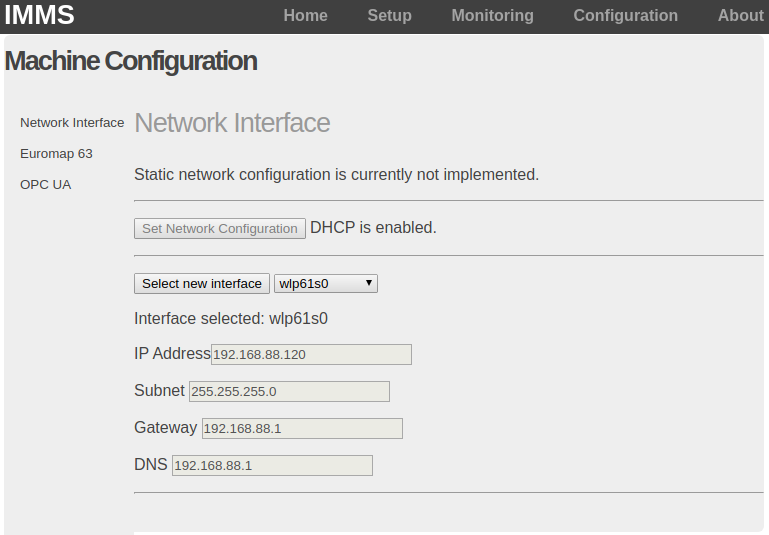 IMMS Home Setup Monitoring Configuration About
Machine Configuration
Network Interface
Euromap 63
OPC UA
Network Interface
Static network configuration is currently not implemented.
Set Network Configuration DHCP is enabled.
Select new interface wlp61s0
Interface selected: wlp61s0
IP Address 192.168.88.120
Subnet 255.255.255.0
Gateway 192.168.88.1
DNS 192.168.88.1